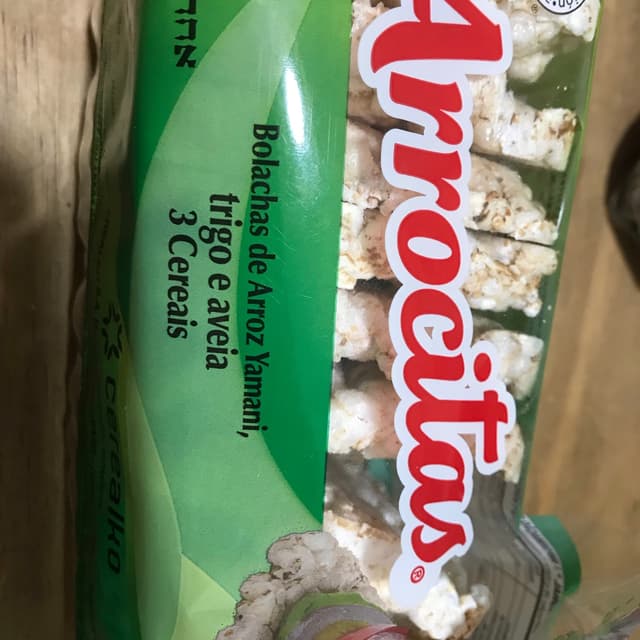 Arrocitas®
Bolachas de Arroz Yamani,
trigo e aveia
3 Cereais
cerealko